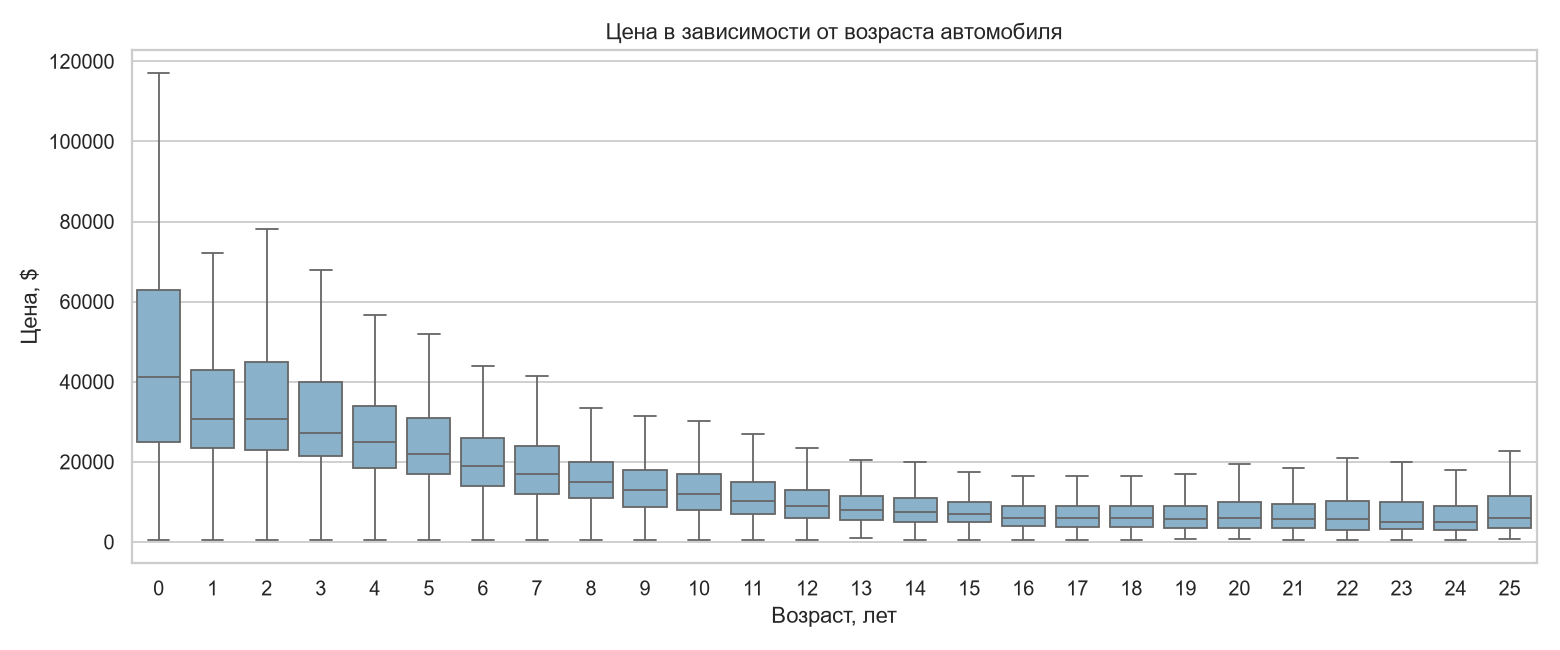 Цена в зависимости от возраста автомобиля
120000
100000
80000
60000
40000
20000
0
Цена, $
0 1 2 3 4 5 6 7 8 9 10 11 12 13 14 15 16 17 18 19 20 21 22 23 24 25
Возраст, лет